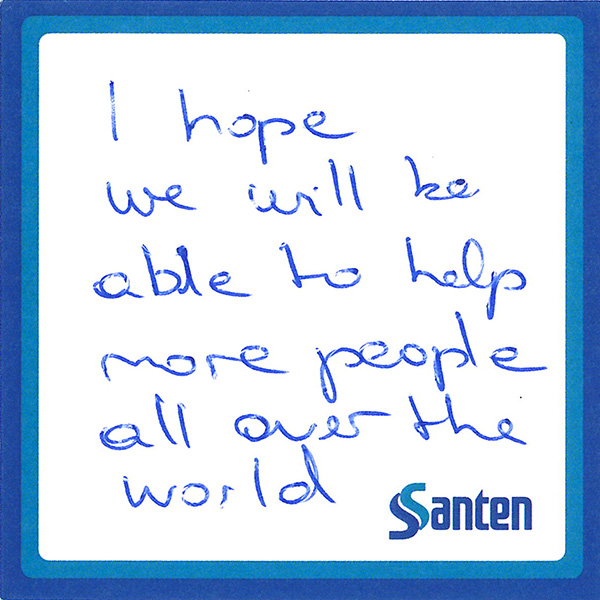 I hope
we will be
able to help
more people
all over the
world
Santen